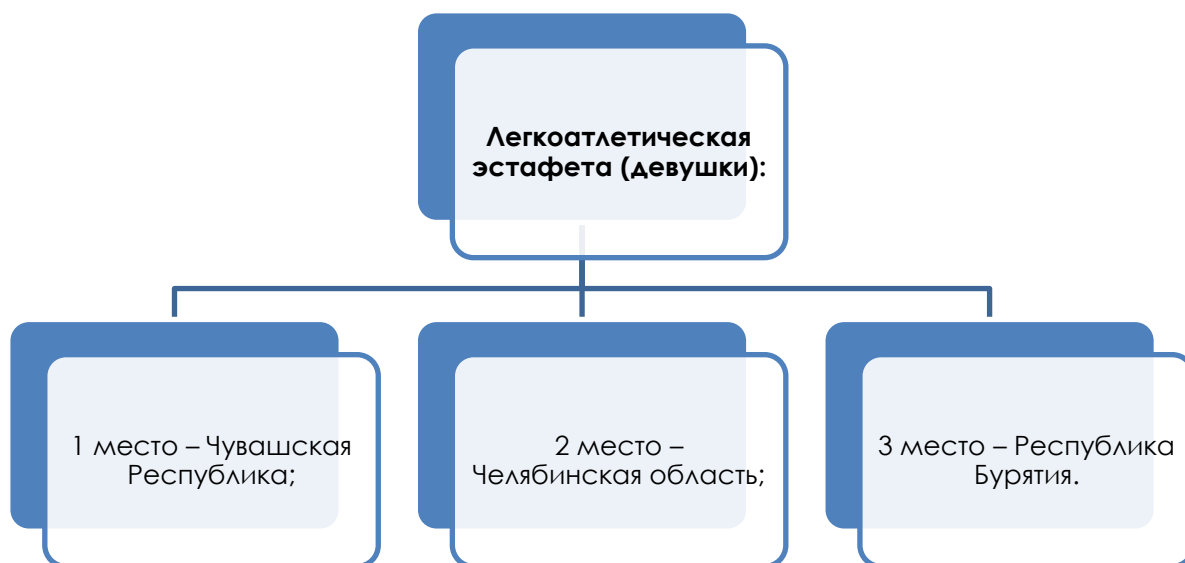 Легкоатлетическая
эстафета (девушки):
1 место – Чувашская
Республика;
2 место –
Челябинская область;
3 место – Республика
Бурятия.